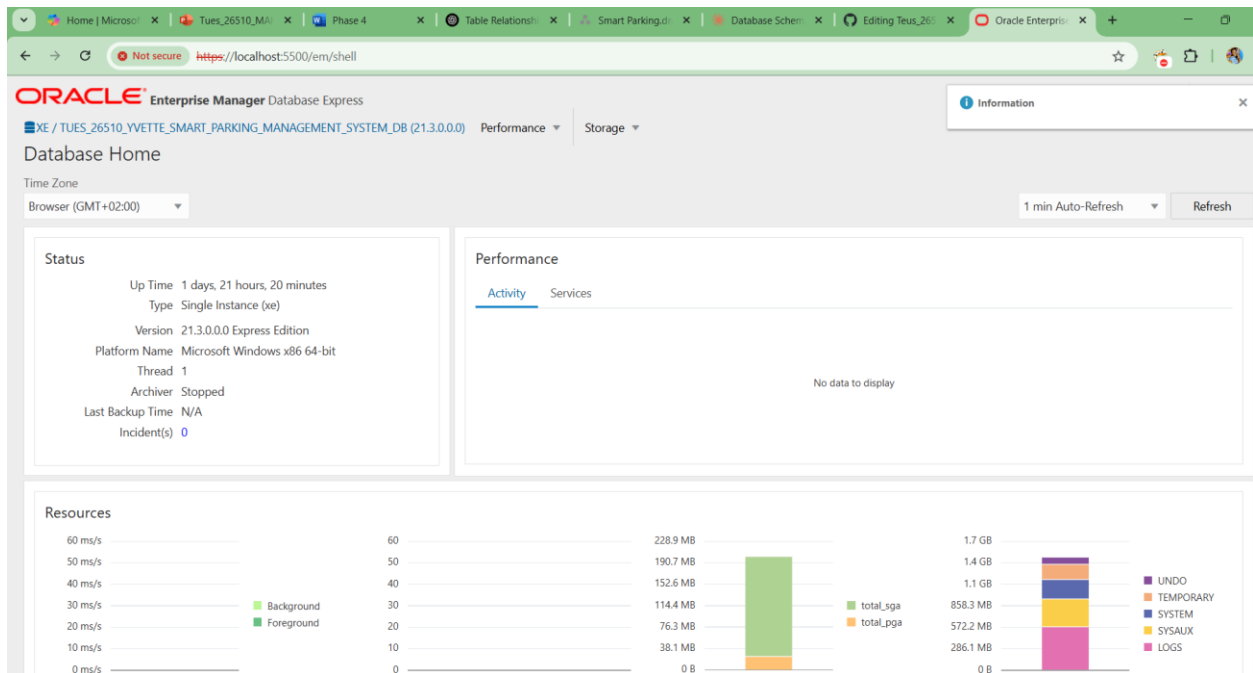 Home | Microsof
Tues_26510_MAI
Phase 4
Table Relationshi
Smart Parking.dr
Database Schem
Editing Teus_265
Oracle Enterprise
Not secure https://localhost:5500/em/shell
ORACLE Enterprise Manager Database Express
Information
XE / TUES_26510_YVETTE_SMART_PARKING_MANAGEMENT_SYSTEM_DB (21.3.0.0.0) Performance Storage
Database Home
Time Zone
Browser (GMT+02:00)
1 min Auto-Refresh Refresh
Status
Up Time 1 days, 21 hours, 20 minutes
Type Single Instance (xe)
Version 21.3.0.0.0 Express Edition
Platform Name Microsoft Windows x86 64-bit
Thread 1
Archiver Stopped
Last Backup Time N/A
Incident(s) 0
Performance
Activity Services
No data to display
Resources
60 ms/s
50 ms/s
40 ms/s
30 ms/s
20 ms/s
10 ms/s
0 ms/s
Background
Foreground
60
50
40
30
20
10
0
228.9 MB
190.7 MB
152.6 MB
114.4 MB
76.3 MB
38.1 MB
0 B
total_sga
total_pga
1.7 GB
1.4 GB
1.1 GB
858.3 MB
572.2 MB
286.1 MB
0 B
UNDO
TEMPORARY
SYSTEM
SYSAUX
LOGS